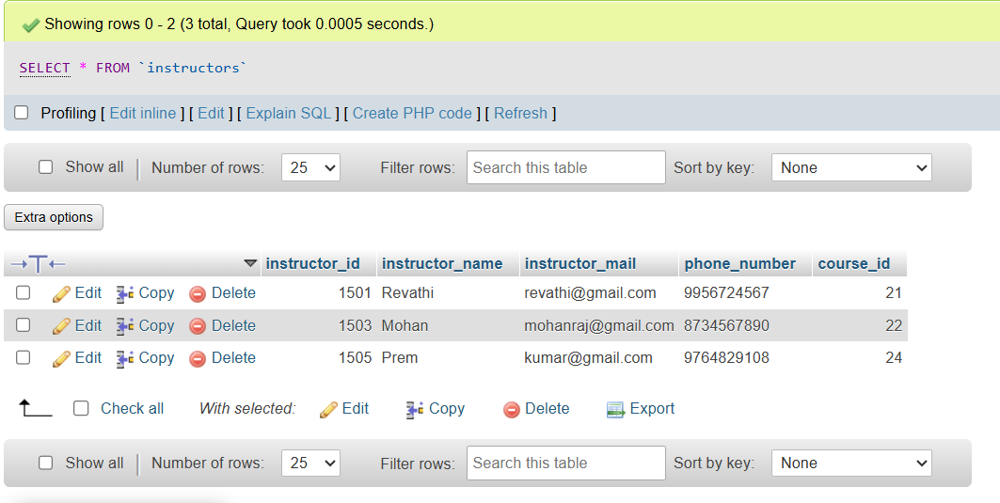 Showing rows 0 - 2 (3 total, Query took 0.0005 seconds.)
SELECT * FROM `instructors`
Profiling [ Edit inline ] [ Edit ] [ Explain SQL ] [ Create PHP code ] [ Refresh ]
Show all Number of rows: 25 Filter rows: Search this table Sort by key: None
Extra options
instructor_id instructor_name instructor_mail phone_number course_id
Edit Copy Delete 1501 Revathi revathi@gmail.com 9956724567 21
Edit Copy Delete 1503 Mohan mohanraj@gmail.com 8734567890 22
Edit Copy Delete 1505 Prem kumar@gmail.com 9764829108 24
Check all With selected: Edit Copy Delete Export
Show all Number of rows: 25 Filter rows: Search this table Sort by key: None